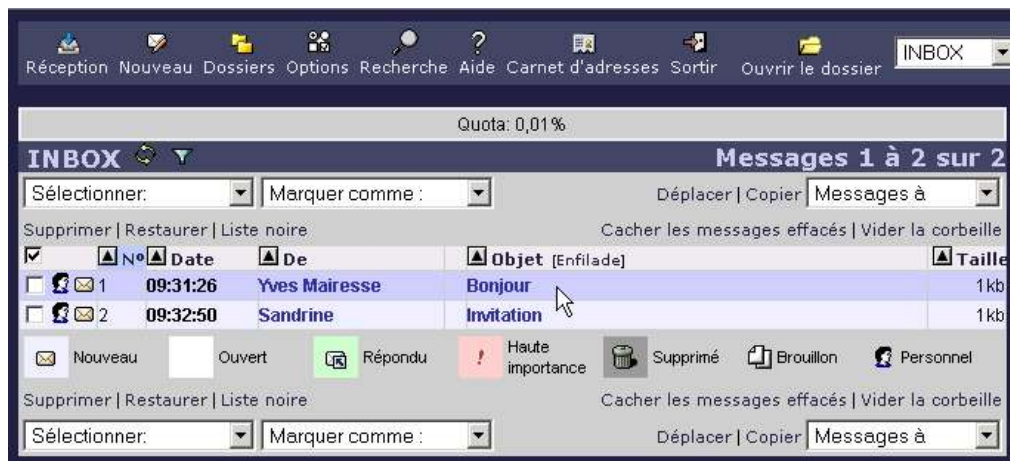 Réception Nouveau Dossiers Options Recherche Aide Carnet d'adresses Sortir Ouvrir le dossier INBOX
Quota: 0,01%
INBOX Messages 1 à 2 sur 2
Sélectionner: Marquer comme : Déplacer | Copier Messages à
Supprimer | Restaurer | Liste noire Cacher les messages effacés | Vider la corbeille
Nº Date De Objet [Enfilade] Taille
1 09:31:26 Yves Mairesse Bonjour 1kb
2 09:32:50 Sandrine Invitation 1kb
Nouveau Ouvert Répondu ! Haute importance Supprimé Brouillon Personnel
Supprimer | Restaurer | Liste noire Cacher les messages effacés | Vider la corbeille
Sélectionner: Marquer comme : Déplacer | Copier Messages à